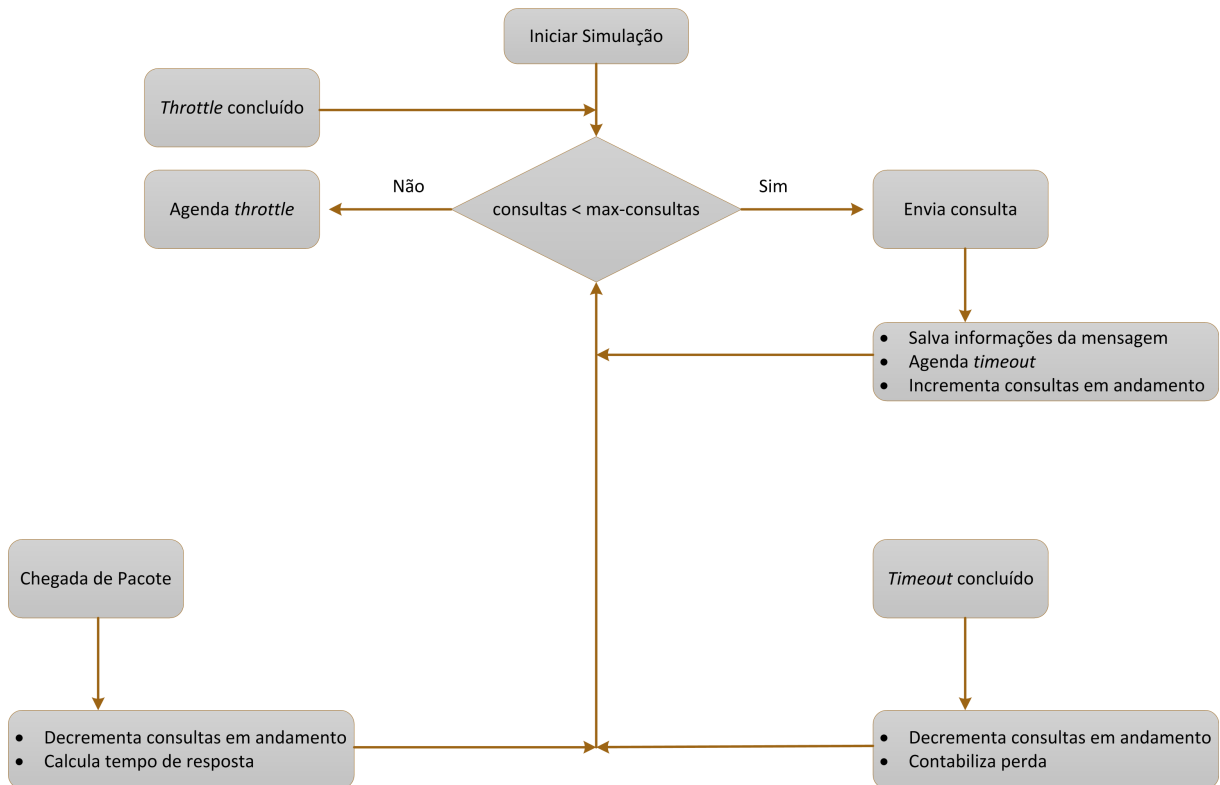 Iniciar Simulação
Throttle concluído
Não
Sim
Agenda throttle
consultas < max-consultas
Envia consulta
• Salva informações da mensagem
• Agenda timeout
• Incrementa consultas em andamento
Chegada de Pacote
Timeout concluído
• Decrementa consultas em andamento
• Calcula tempo de resposta
• Decrementa consultas em andamento
• Contabiliza perda